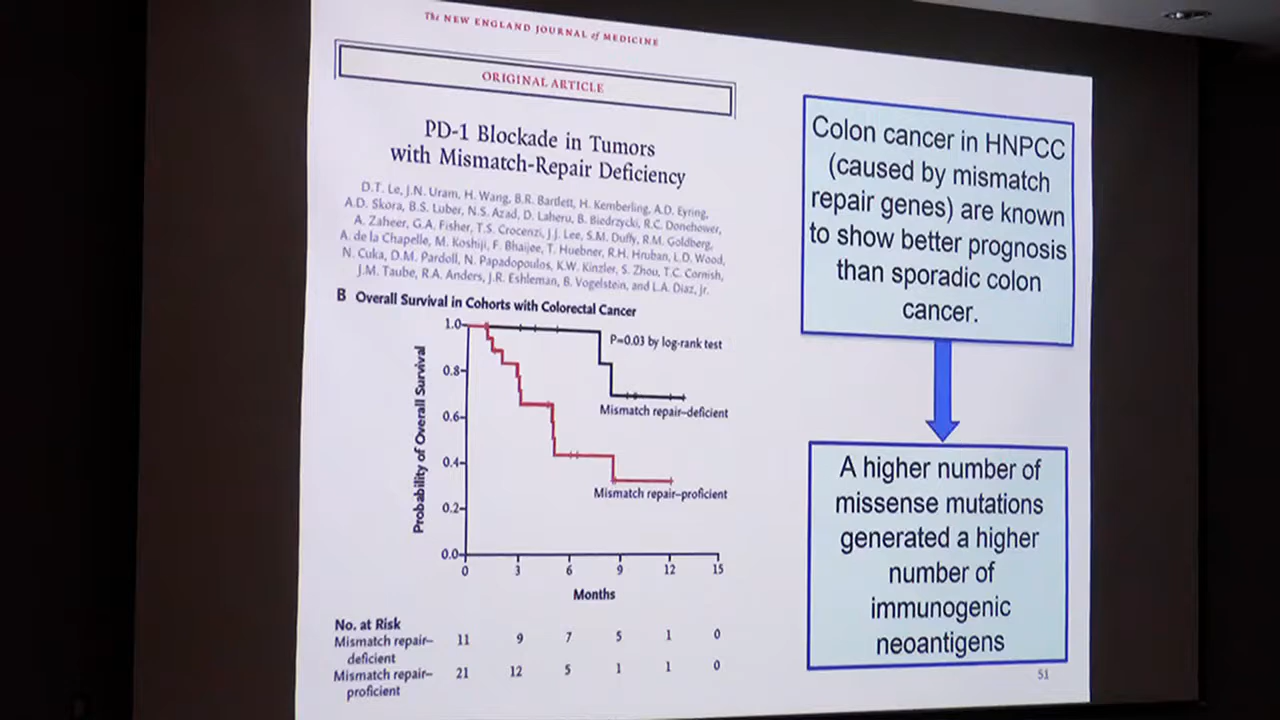 The NEW ENGLAND JOURNAL of MEDICINE
ORIGINAL ARTICLE
PD-1 Blockade in Tumors
with Mismatch-Repair Deficiency
D.T. Le, J.N. Uram, H. Wang, B.R. Bartlett, H. Kemberling, A.D. Eyring,
A.D. Skora, B.S. Luber, N.S. Azad, D. Laheru, B. Biedrzycki, R.C. Donehower,
A. Zaheer, G.A. Fisher, T.S. Crocenzi, J.J. Lee, S.M. Duffy, R.M. Goldberg,
A. de la Chapelle, M. Koshiji, F. Bhaijee, T. Huebner, R.H. Hruban, L.D. Wood,
N. Cuka, D.M. Pardoll, N. Papadopoulos, K.W. Kinzler, S. Zhou, T.C. Cornish,
J.M. Taube, R.A. Anders, J.R. Eshleman, B. Vogelstein, and L.A. Diaz, Jr.
B Overall Survival in Cohorts with Colorectal Cancer
Probability of Overall Survival
1.0
0.8
0.6
0.4
0.2
0.0
P=0.03 by log-rank test
Mismatch repair–deficient
Mismatch repair–proficient
0 3 6 9 12 15
Months
No. at Risk
Mismatch repair– 11 9 7 5 1 0
deficient
Mismatch repair– 21 12 5 1 1 0
proficient
Colon cancer in HNPCC
(caused by mismatch
repair genes) are known
to show better prognosis
than sporadic colon
cancer.
A higher number of
missense mutations
generated a higher
number of
immunogenic
neoantigens
51